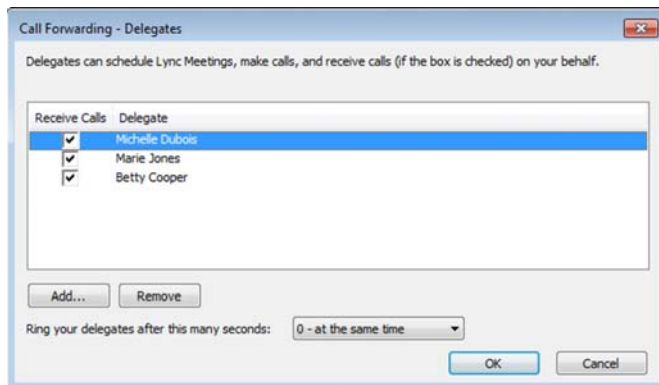 Call Forwarding - Delegates
Delegates can schedule Lync Meetings, make calls, and receive calls (if the box is checked) on your behalf.
Receive Calls Delegate
Michelle Dubois
Marie Jones
Betty Cooper
Add... Remove
Ring your delegates after this many seconds: 0 - at the same time
OK Cancel